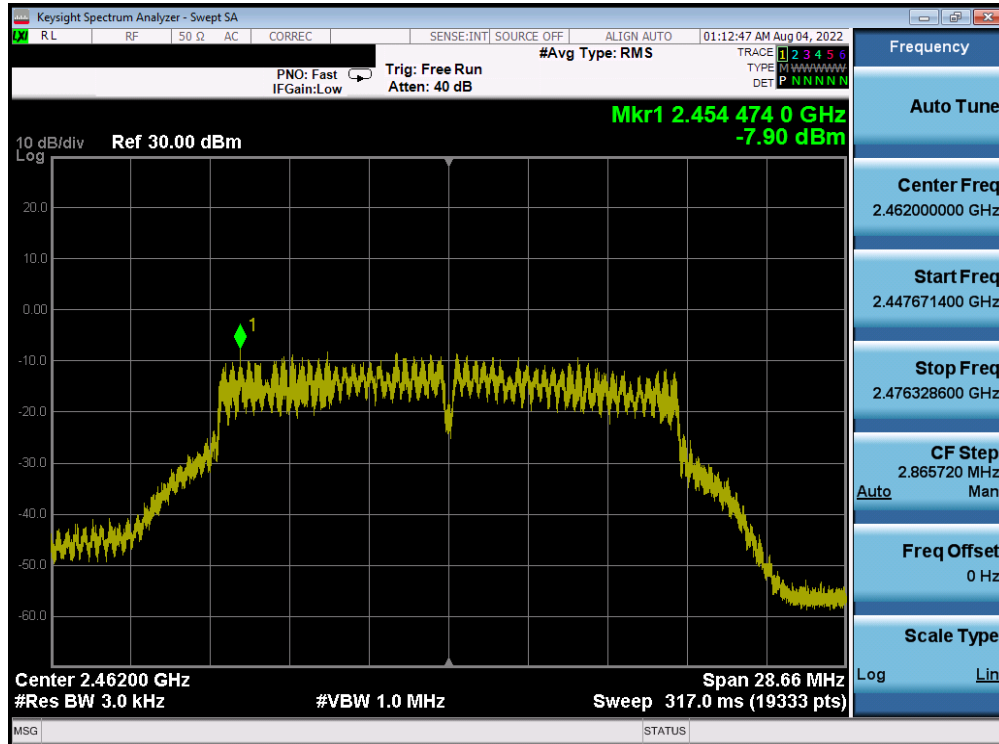 Keysight Spectrum Analyzer - Swept SA
LXI RL RF 50 Ω AC CORREC SENSE:INT SOURCE OFF ALIGN AUTO 01:12:47 AM Aug 04, 2022
#Avg Type: RMS TRACE 1 2 3 4 5 6
PNO: Fast Trig: Free Run TYPE M WWWWW
IFGain:Low Atten: 40 dB DET P NNNNN
Mkr1 2.454 474 0 GHz
10 dB/div Ref 30.00 dBm -7.90 dBm
Log
20.0
10.0
0.00
1
-10.0
-20.0
-30.0
-40.0
-50.0
-60.0
Center 2.46200 GHz Span 28.66 MHz
#Res BW 3.0 kHz #VBW 1.0 MHz Sweep 317.0 ms (19333 pts)
MSG STATUS
Frequency
Auto Tune
Center Freq
2.462000000 GHz
Start Freq
2.447671400 GHz
Stop Freq
2.476328600 GHz
CF Step
2.865720 MHz
Auto Man
Freq Offset
0 Hz
Scale Type
Log Lin